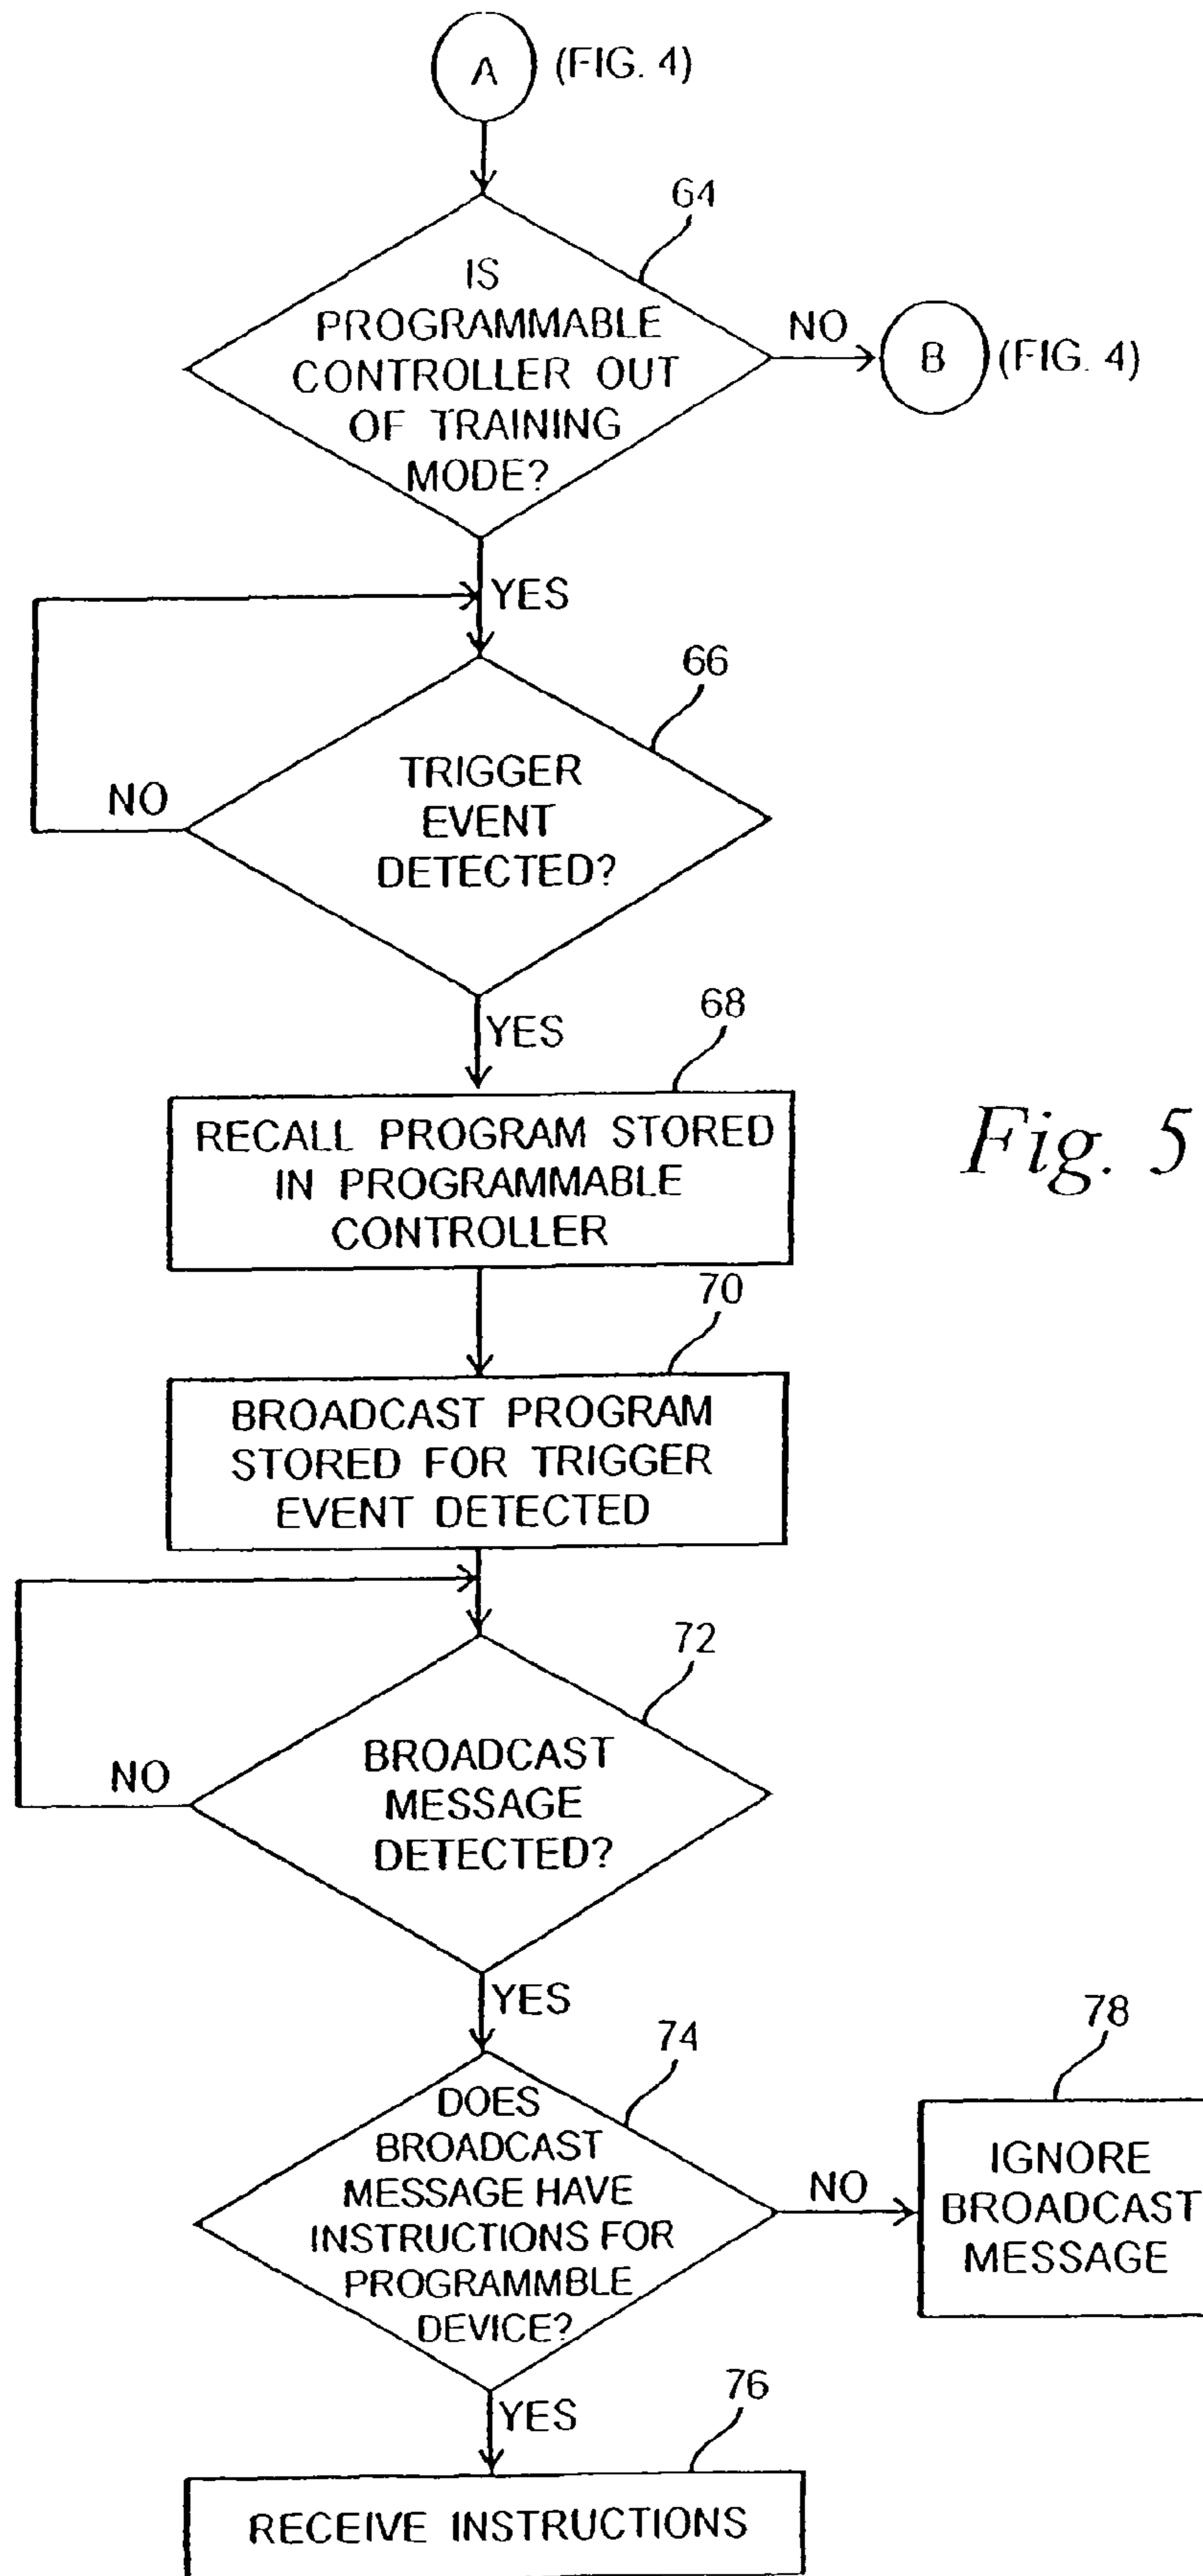 A (FIG. 4)
64
IS
PROGRAMMABLE
CONTROLLER OUT
OF TRAINING
MODE?
NO
B (FIG. 4)
YES
66
TRIGGER
EVENT
DETECTED?
NO
YES
68
RECALL PROGRAM STORED
IN PROGRAMMABLE
CONTROLLER
Fig. 5
70
BROADCAST PROGRAM
STORED FOR TRIGGER
EVENT DETECTED
72
BROADCAST
MESSAGE
DETECTED?
NO
YES
74
DOES
BROADCAST
MESSAGE HAVE
INSTRUCTIONS FOR
PROGRAMMBLE
DEVICE?
NO
78
IGNORE
BROADCAST
MESSAGE
YES
76
RECEIVE INSTRUCTIONS